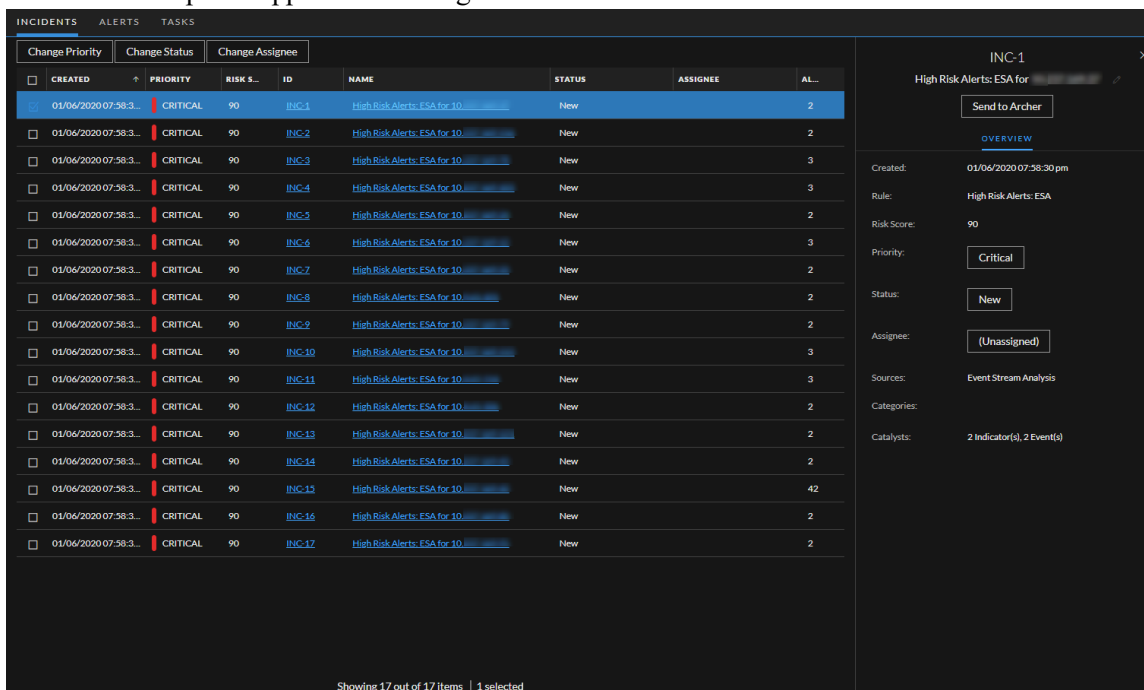 INCIDENTS ALERTS TASKS
Change Priority Change Status Change Assignee
CREATED PRIORITY RISK S... ID NAME STATUS ASSIGNEE AL...
01/06/2020 07:58:3... CRITICAL 90 INC-1 High Risk Alerts: ESA for 10. New 2
01/06/2020 07:58:3... CRITICAL 90 INC-2 High Risk Alerts: ESA for 10. New 2
01/06/2020 07:58:3... CRITICAL 90 INC-3 High Risk Alerts: ESA for 10. New 3
01/06/2020 07:58:3... CRITICAL 90 INC-4 High Risk Alerts: ESA for 10. New 3
01/06/2020 07:58:3... CRITICAL 90 INC-5 High Risk Alerts: ESA for 10. New 2
01/06/2020 07:58:3... CRITICAL 90 INC-6 High Risk Alerts: ESA for 10. New 3
01/06/2020 07:58:3... CRITICAL 90 INC-7 High Risk Alerts: ESA for 10. New 2
01/06/2020 07:58:3... CRITICAL 90 INC-8 High Risk Alerts: ESA for 10. New 2
01/06/2020 07:58:3... CRITICAL 90 INC-9 High Risk Alerts: ESA for 10. New 2
01/06/2020 07:58:3... CRITICAL 90 INC-10 High Risk Alerts: ESA for 10. New 3
01/06/2020 07:58:3... CRITICAL 90 INC-11 High Risk Alerts: ESA for 10. New 3
01/06/2020 07:58:3... CRITICAL 90 INC-12 High Risk Alerts: ESA for 10. New 2
01/06/2020 07:58:3... CRITICAL 90 INC-13 High Risk Alerts: ESA for 10. New 2
01/06/2020 07:58:3... CRITICAL 90 INC-14 High Risk Alerts: ESA for 10. New 2
01/06/2020 07:58:3... CRITICAL 90 INC-15 High Risk Alerts: ESA for 10. New 42
01/06/2020 07:58:3... CRITICAL 90 INC-16 High Risk Alerts: ESA for 10. New 2
01/06/2020 07:58:3... CRITICAL 90 INC-17 High Risk Alerts: ESA for 10. New 2
Showing 17 out of 17 items | 1 selected
INC-1
High Risk Alerts: ESA for
Send to Archer
OVERVIEW
Created: 01/06/2020 07:58:30 pm
Rule: High Risk Alerts: ESA
Risk Score: 90
Priority: Critical
Status: New
Assignee: (Unassigned)
Sources: Event Stream Analysis
Categories:
Catalysts: 2 Indicator(s), 2 Event(s)